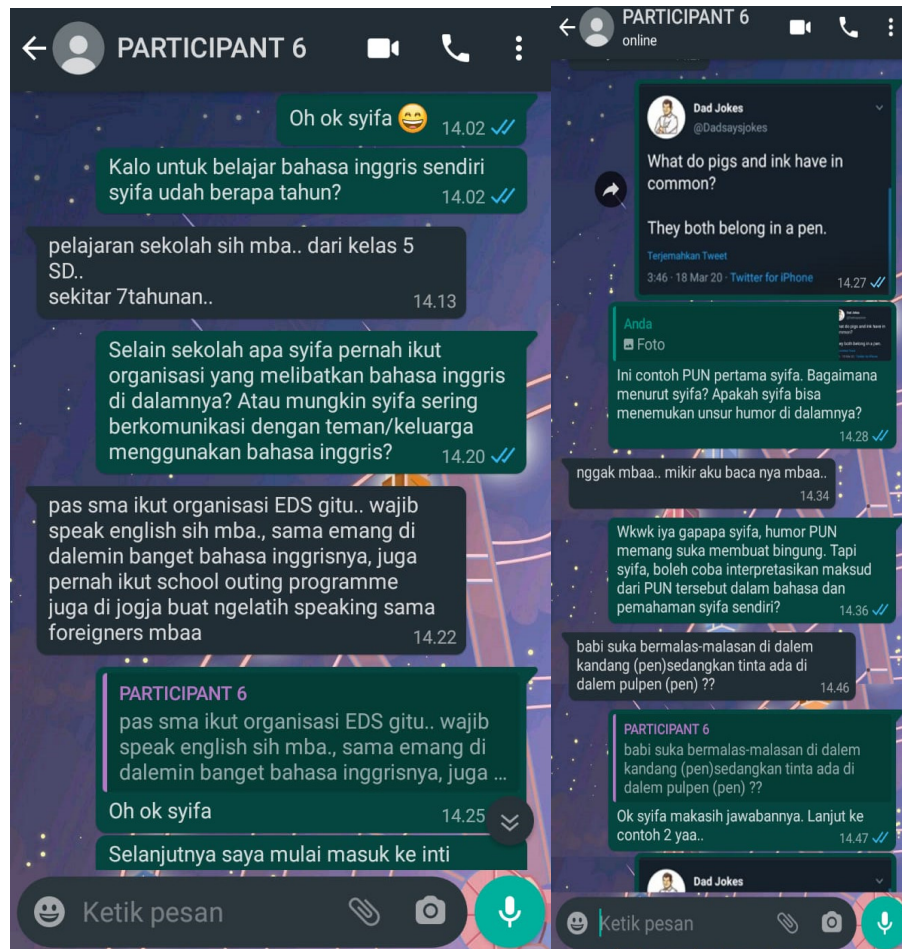 PARTICIPANT 6
Oh ok syifa 😄 14.02
Kalo untuk belajar bahasa inggris sendiri
syifa udah berapa tahun? 14.02
pelajaran sekolah sih mba.. dari kelas 5
SD..
sekitar 7tahunan.. 14.13
Selain sekolah apa syifa pernah ikut
organisasi yang melibatkan bahasa inggris
di dalamnya? Atau mungkin syifa sering
berkomunikasi dengan teman/keluarga
menggunakan bahasa inggris? 14.20
pas sma ikut organisasi EDS gitu.. wajib
speak english sih mba., sama emang di
dalemin banget bahasa inggrisnya, juga
pernah ikut school outing programme
juga di jogja buat ngelatih speaking sama
foreigners mbaa 14.22
PARTICIPANT 6
pas sma ikut organisasi EDS gitu.. wajib
speak english sih mba., sama emang di
dalemin banget bahasa inggrisnya, juga ...
Oh ok syifa 14.25
Selanjutnya saya mulai masuk ke inti
Ketik pesan
PARTICIPANT 6
online
Dad Jokes
@Dadsaysjokes
What do pigs and ink have in
common?
They both belong in a pen.
Terjemahkan Tweet
3:46 · 18 Mar 20 · Twitter for iPhone 14.27
Anda
Foto
Ini contoh PUN pertama syifa. Bagaimana
menurut syifa? Apakah syifa bisa
menemukan unsur humor di dalamnya?
14.28
nggak mbaa.. mikir aku baca nya mbaa..
14.34
Wkwk iya gapapa syifa, humor PUN
memang suka membuat bingung. Tapi
syifa, boleh coba interpretasikan maksud
dari PUN tersebut dalam bahasa dan
pemahaman syifa sendiri? 14.36
babi suka bermalas-malasan di dalem
kandang (pen)sedangkan tinta ada di
dalem pulpen (pen) ?? 14.46
PARTICIPANT 6
babi suka bermalas-malasan di dalem
kandang (pen)sedangkan tinta ada di
dalem pulpen (pen) ??
Ok syifa makasih jawabannya. Lanjut ke
contoh 2 yaa.. 14.47
Dad Jokes
Ketik pesan